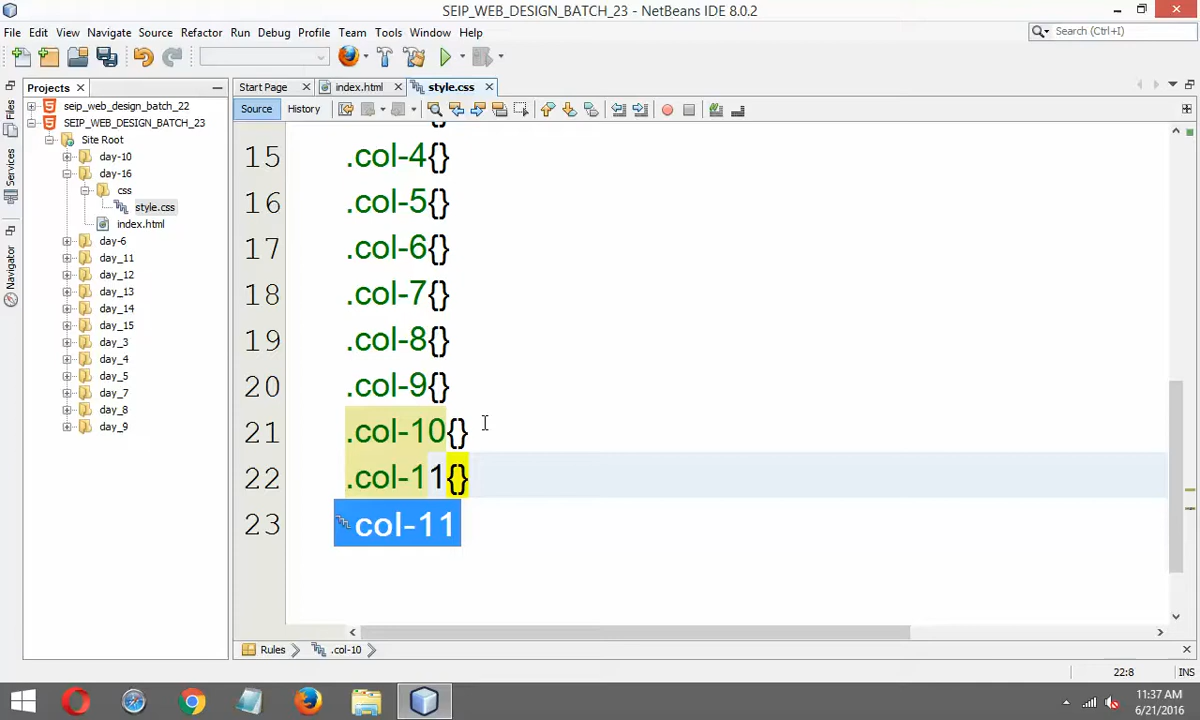 SEIP_WEB_DESIGN_BATCH_23 - NetBeans IDE 8.0.2
File Edit View Navigate Source Refactor Run Debug Profile Team Tools Window Help
Search (Ctrl+I)
Projects
Start Page
index.html
style.css
Source
History
Files
Services
Navigator
seip_web_design_batch_22
SEIP_WEB_DESIGN_BATCH_23
Site Root
day-10
day-16
css
style.css
index.html
day-6
day_11
day_12
day_13
day_14
day_15
day_3
day_4
day_5
day_7
day_8
day_9
15 .col-4{}
16 .col-5{}
17 .col-6{}
18 .col-7{}
19 .col-8{}
20 .col-9{}
21 .col-10{}
22 .col-11{}
23
col-11
Rules
.col-10
22:8
INS
11:37 AM
6/21/2016